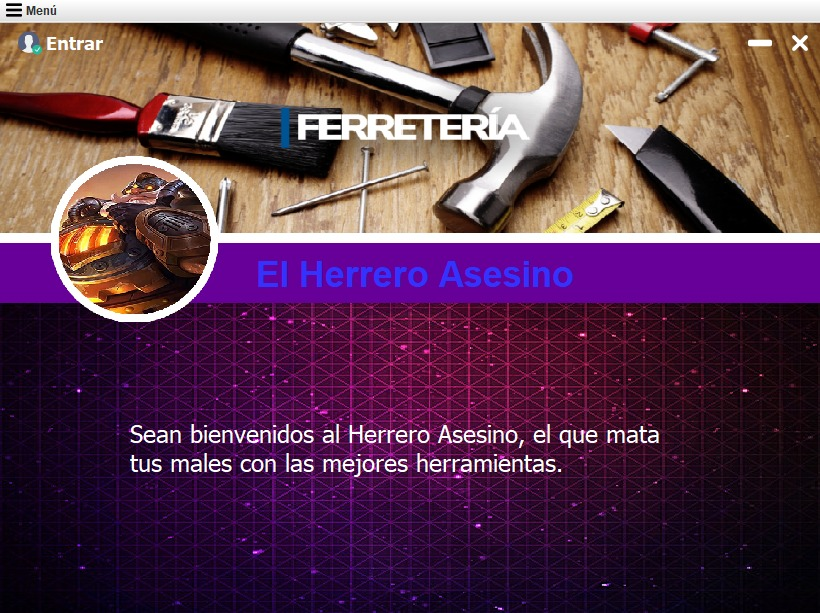 Menú
Entrar
FERRETERÍA
El Herrero Asesino
Sean bienvenidos al Herrero Asesino, el que mata
tus males con las mejores herramientas.